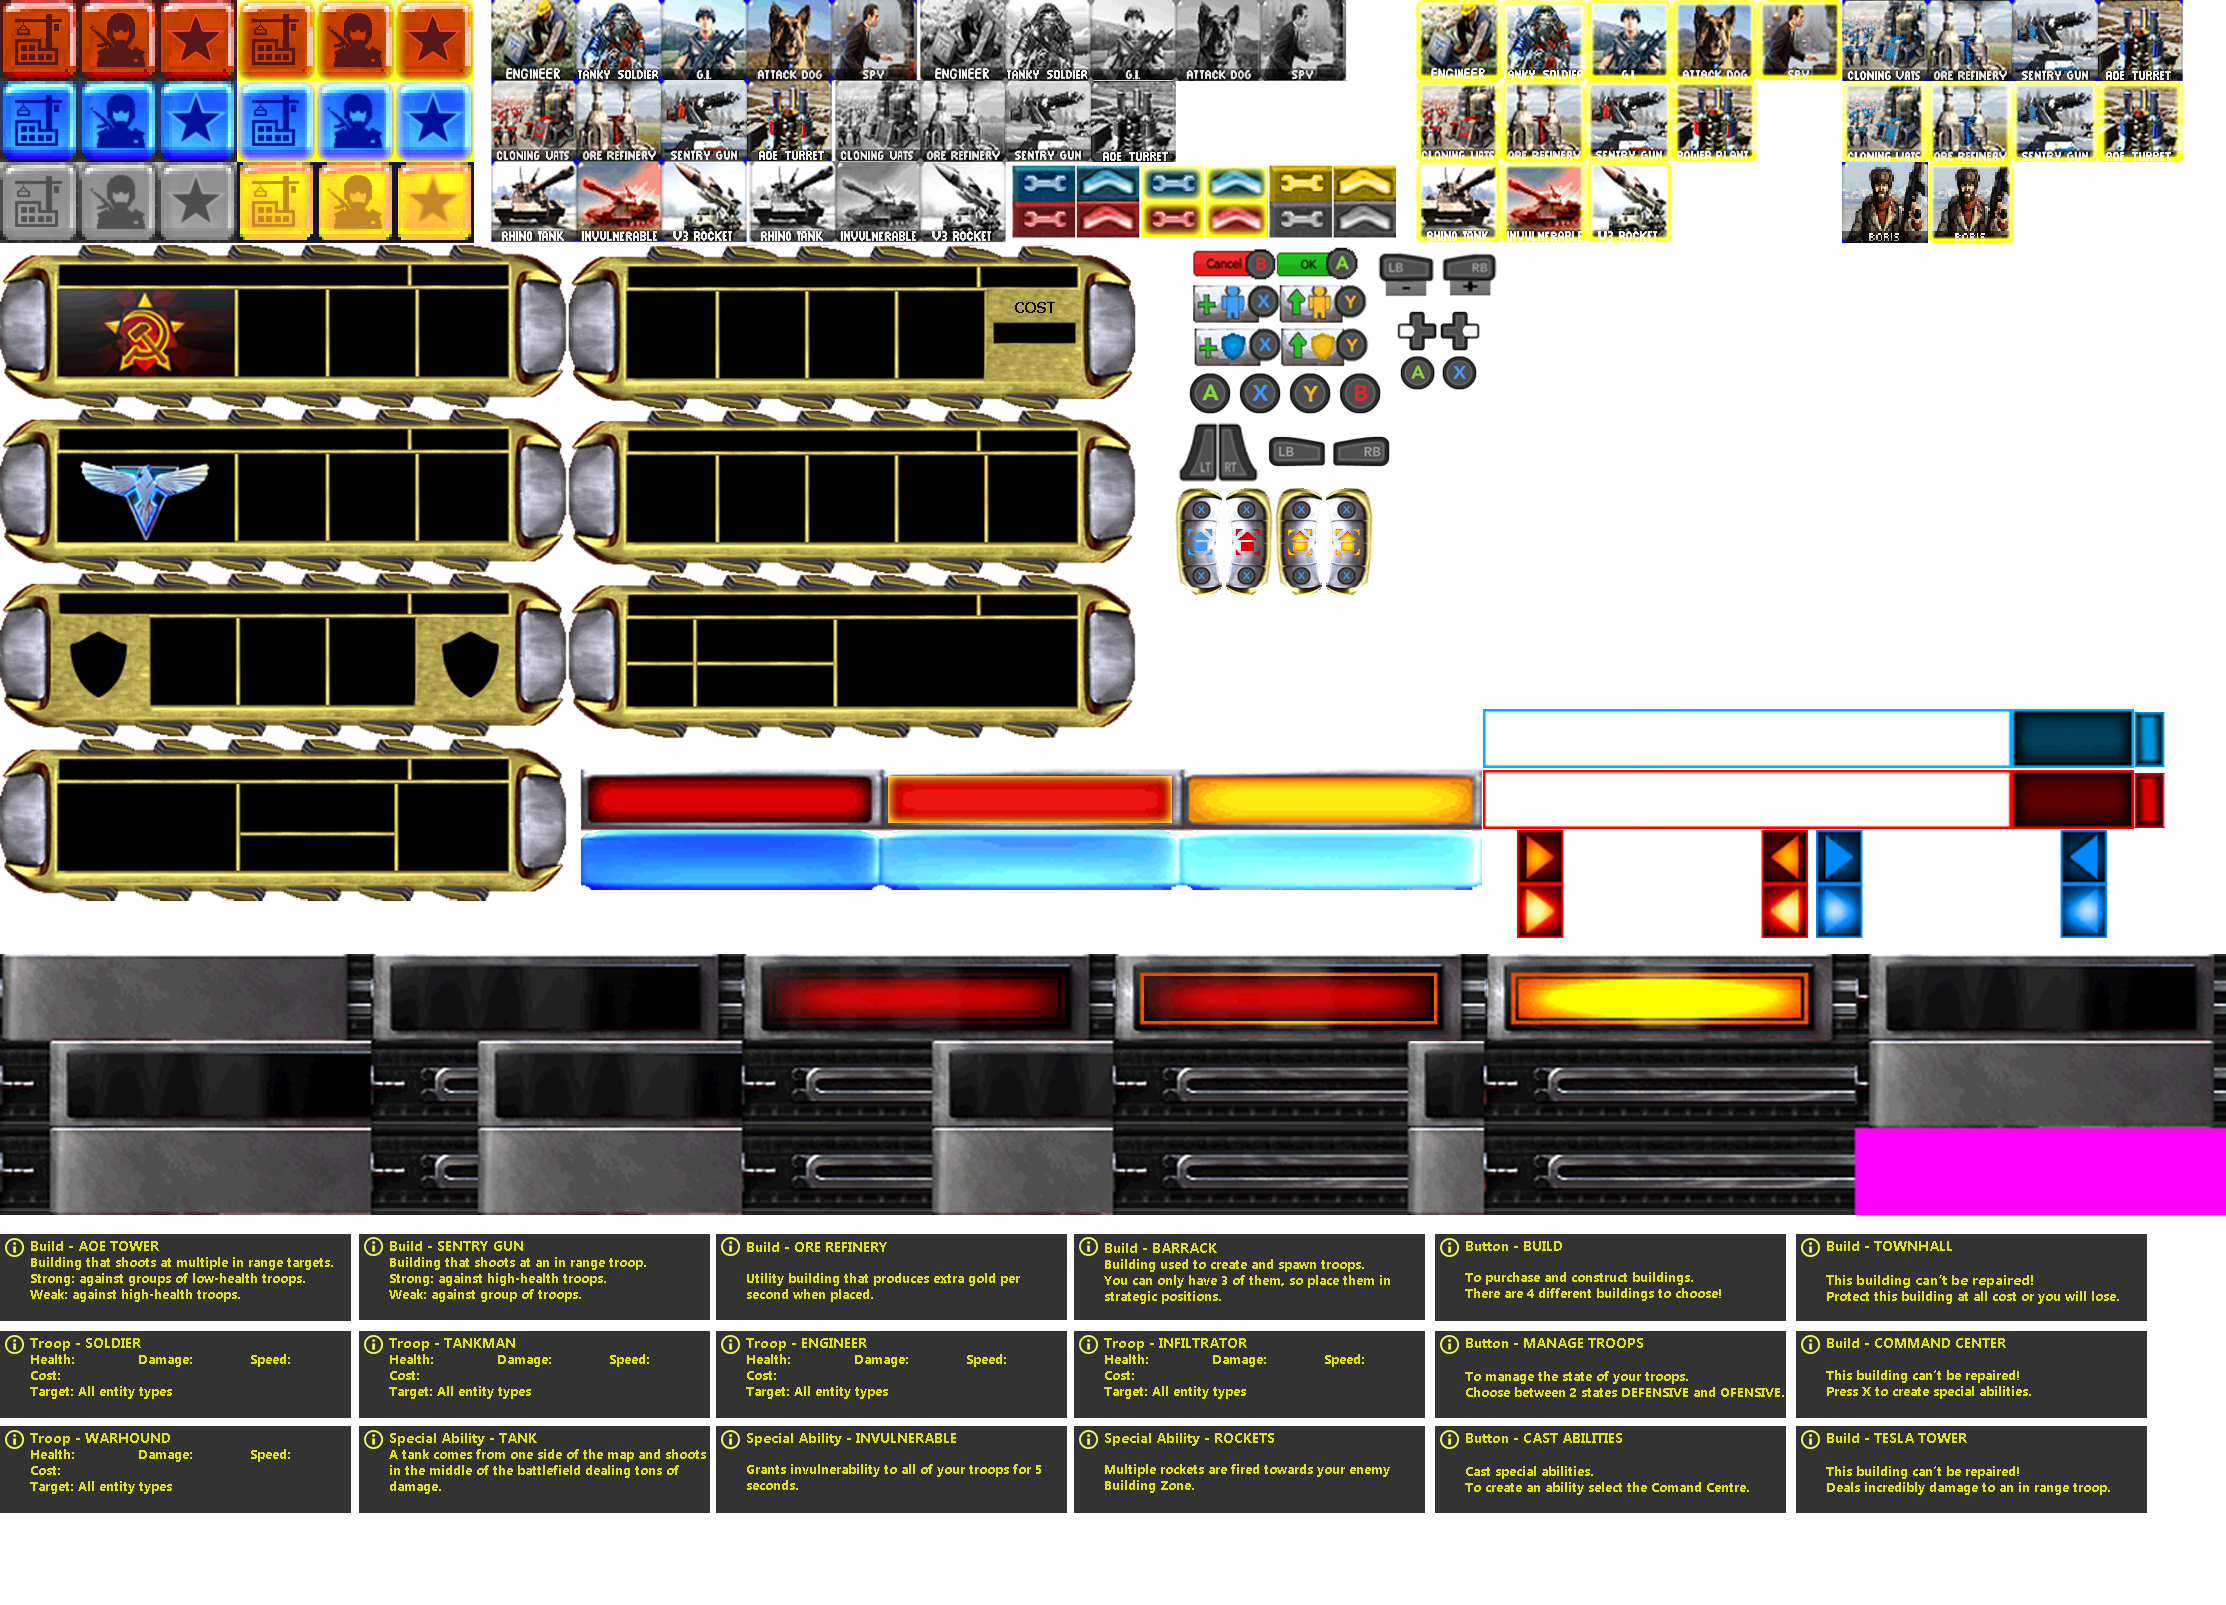 ENGINEER TANKY SOLDIER G.I. ATTACK DOG SPY ENGINEER TANKY SOLDIER G.I. ATTACK DOG SPY ENGINEER TANKY SOLDIER G.I. ATTACK DOG SPY CLONING VATS ORE REFINERY SENTRY GUN AOE TURRET
CLONING VATS ORE REFINERY SENTRY GUN AOE TURRET CLONING VATS ORE REFINERY SENTRY GUN AOE TURRET CLONING VATS ORE REFINERY SENTRY GUN POWER PLANT CLONING VATS ORE REFINERY SENTRY GUN AOE TURRET
RHINO TANK INVULNERABLE V3 ROCKET RHINO TANK INVULNERABLE V3 ROCKET RHINO TANK INVULNERABLE V3 ROCKET BORIS BORIS
Cancel B OK A LB RB
- +
X Y
COST
X Y
A X
A X Y B
LT RT LB RB
X X X X
X X X X
Build - AOE TOWER
Building that shoots at multiple in range targets.
Strong: against groups of low-health troops.
Weak: against high-health troops.
Build - SENTRY GUN
Building that shoots at an in range troop.
Strong: against high-health troops.
Weak: against group of troops.
Build - ORE REFINERY
Utility building that produces extra gold per
second when placed.
Build - BARRACK
Building used to create and spawn troops.
You can only have 3 of them, so place them in
strategic positions.
Button - BUILD
To purchase and construct buildings.
There are 4 different buildings to choose!
Build - TOWNHALL
This building can't be repaired!
Protect this building at all cost or you will lose.
Troop - SOLDIER
Health: Damage: Speed:
Cost:
Target: All entity types
Troop - TANKMAN
Health: Damage: Speed:
Cost:
Target: All entity types
Troop - ENGINEER
Health: Damage: Speed:
Cost:
Target: All entity types
Troop - INFILTRATOR
Health: Damage: Speed:
Cost:
Target: All entity types
Button - MANAGE TROOPS
To manage the state of your troops.
Choose between 2 states DEFENSIVE and OFENSIVE.
Build - COMMAND CENTER
This building can't be repaired!
Press X to create special abilities.
Troop - WARHOUND
Health: Damage: Speed:
Cost:
Target: All entity types
Special Ability - TANK
A tank comes from one side of the map and shoots
in the middle of the battlefield dealing tons of
damage.
Special Ability - INVULNERABLE
Grants invulnerability to all of your troops for 5
seconds.
Special Ability - ROCKETS
Multiple rockets are fired towards your enemy
Building Zone.
Button - CAST ABILITIES
Cast special abilities.
To create an ability select the Comand Centre.
Build - TESLA TOWER
This building can't be repaired!
Deals incredibly damage to an in range troop.